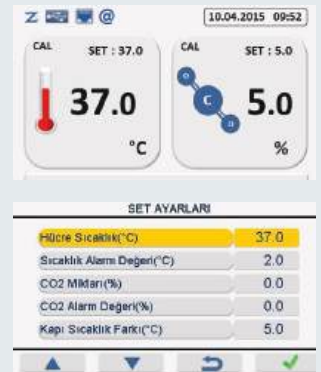 Z @ 10.04.2015 09:52
CAL SET : 37.0 CAL SET : 5.0
37.0 C 5.0
°C %
SET AYARLARI
Hücre Sıcaklık(°C) 37.0
Sıcaklık Alarmı Değeri(°C) 2.0
CO2 Miktarı(%) 0.0
CO2 Alarm Değeri(%) 0.0
Kapı Sıcaklık Farkı(°C) 5.0